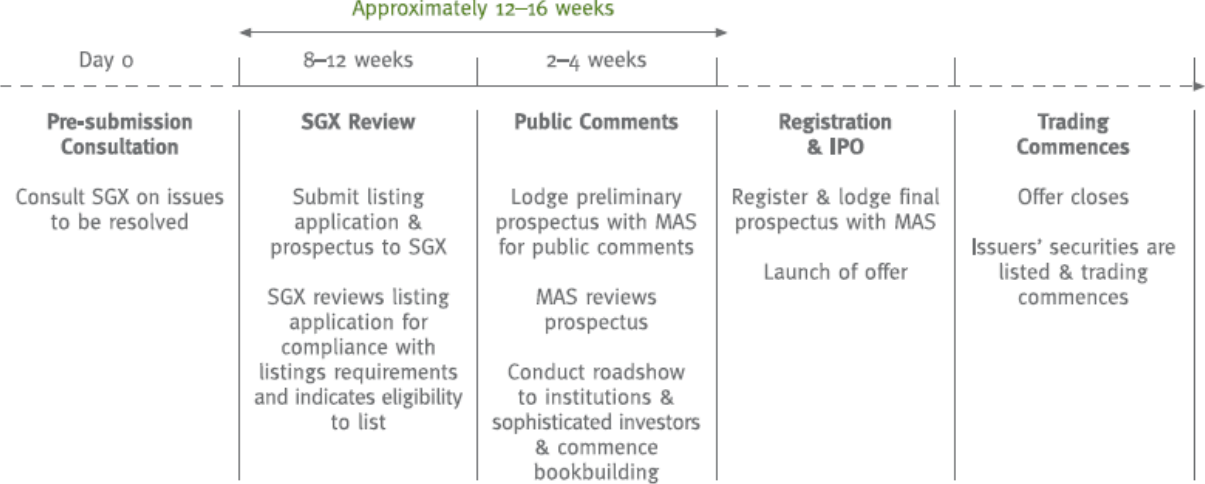 Approximately 12–16 weeks
Day 0
8–12 weeks
2–4 weeks
Pre-submission
Consultation
Consult SGX on issues
to be resolved
SGX Review
Submit listing
application &
prospectus to SGX
SGX reviews listing
application for
compliance with
listings requirements
and indicates eligibility
to list
Public Comments
Lodge preliminary
prospectus with MAS
for public comments
MAS reviews
prospectus
Conduct roadshow
to institutions &
sophisticated investors
& commence
bookbuilding
Registration
& IPO
Register & lodge final
prospectus with MAS
Launch of offer
Trading
Commences
Offer closes
Issuers’ securities are
listed & trading
commences